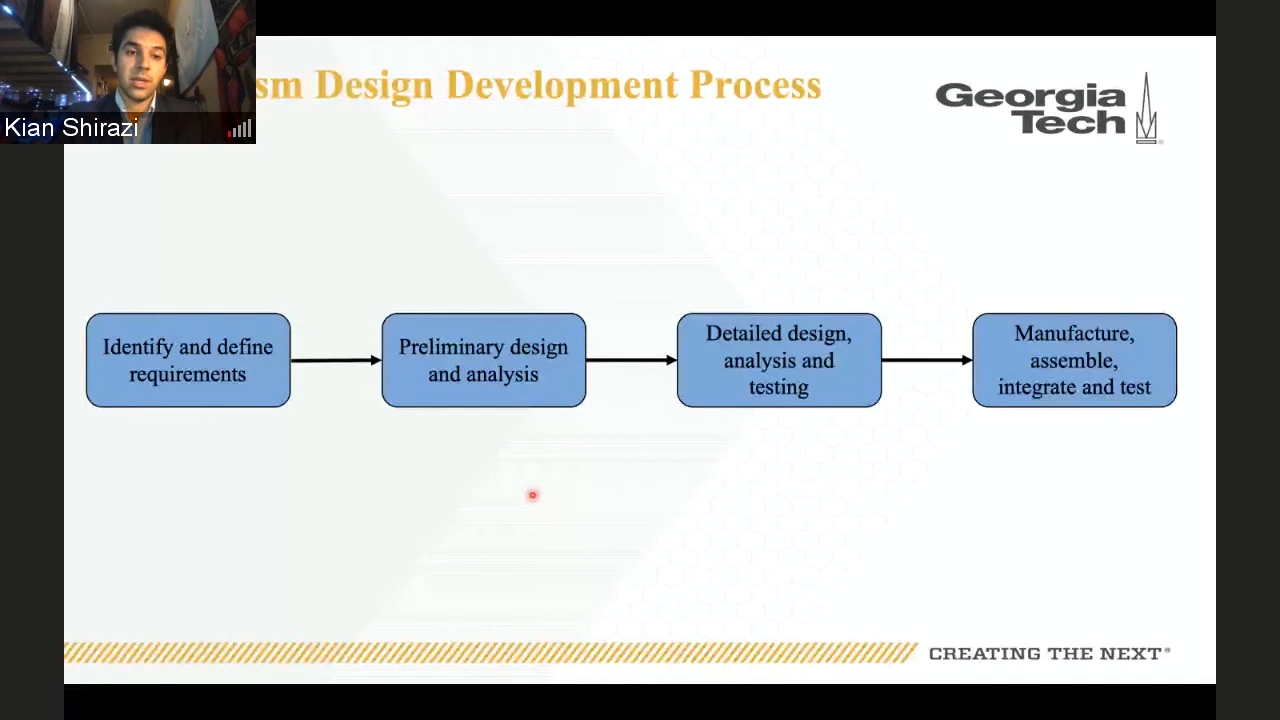 sm Design Development Process
Georgia
Tech
Kian Shirazi
Identify and define
requirements
Preliminary design
and analysis
Detailed design,
analysis and
testing
Manufacture,
assemble,
integrate and test
CREATING THE NEXT®